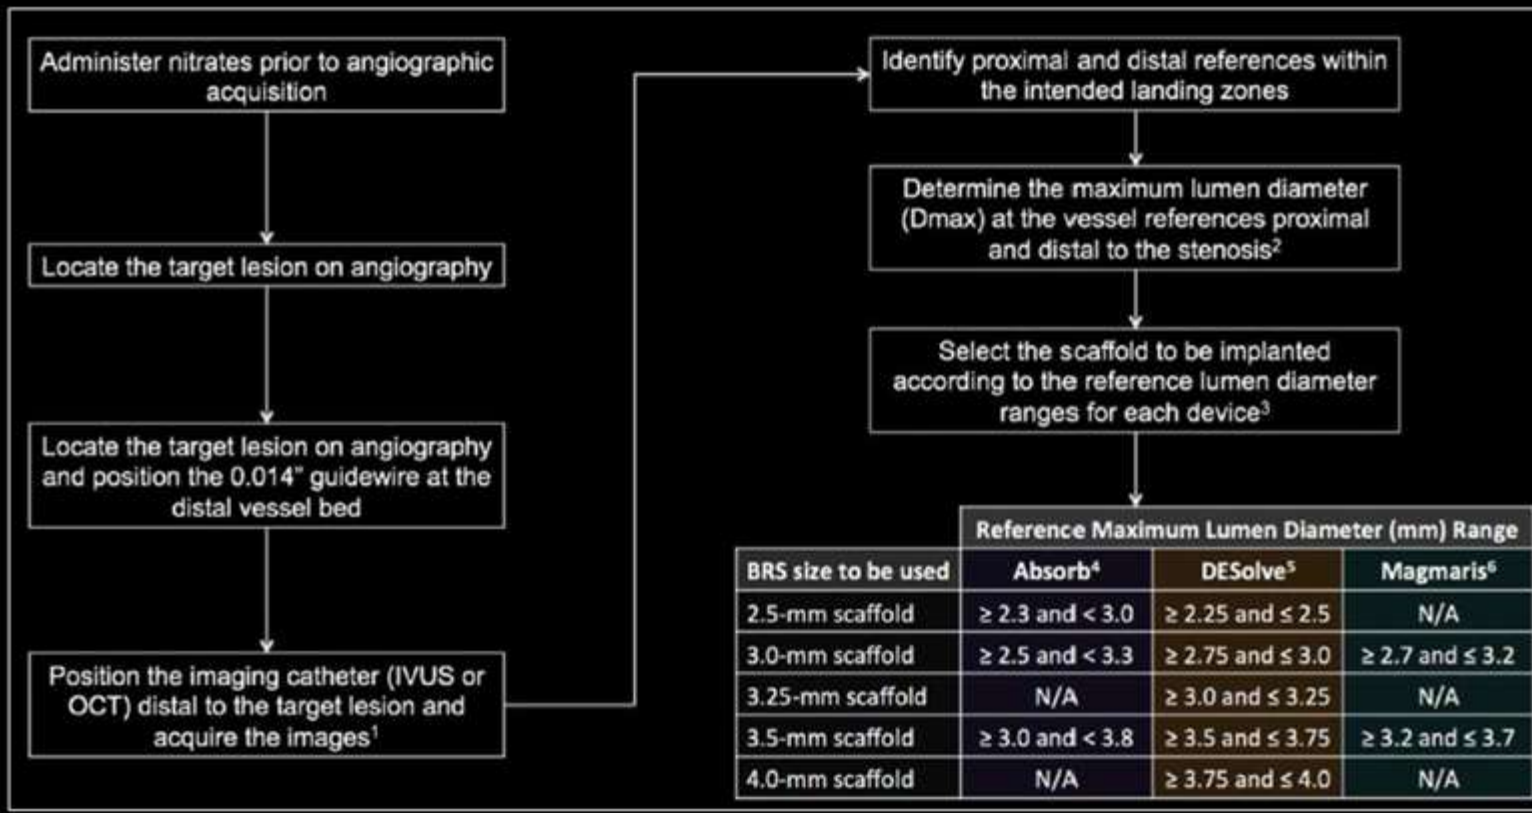 Administer nitrates prior to angiographic
acquisition
Locate the target lesion on angiography
Locate the target lesion on angiography
and position the 0.014" guidewire at the
distal vessel bed
Position the imaging catheter (IVUS or
OCT) distal to the target lesion and
acquire the images¹
Identify proximal and distal references within
the intended landing zones
Determine the maximum lumen diameter
(Dmax) at the vessel references proximal
and distal to the stenosis²
Select the scaffold to be implanted
according to the reference lumen diameter
ranges for each device³
Reference Maximum Lumen Diameter (mm) Range
BRS size to be used Absorb⁴ DESolve⁵ Magmaris⁶
2.5-mm scaffold ≥ 2.3 and < 3.0 ≥ 2.25 and ≤ 2.5 N/A
3.0-mm scaffold ≥ 2.5 and < 3.3 ≥ 2.75 and ≤ 3.0 ≥ 2.7 and ≤ 3.2
3.25-mm scaffold N/A ≥ 3.0 and ≤ 3.25 N/A
3.5-mm scaffold ≥ 3.0 and < 3.8 ≥ 3.5 and ≤ 3.75 ≥ 3.2 and ≤ 3.7
4.0-mm scaffold N/A ≥ 3.75 and ≤ 4.0 N/A